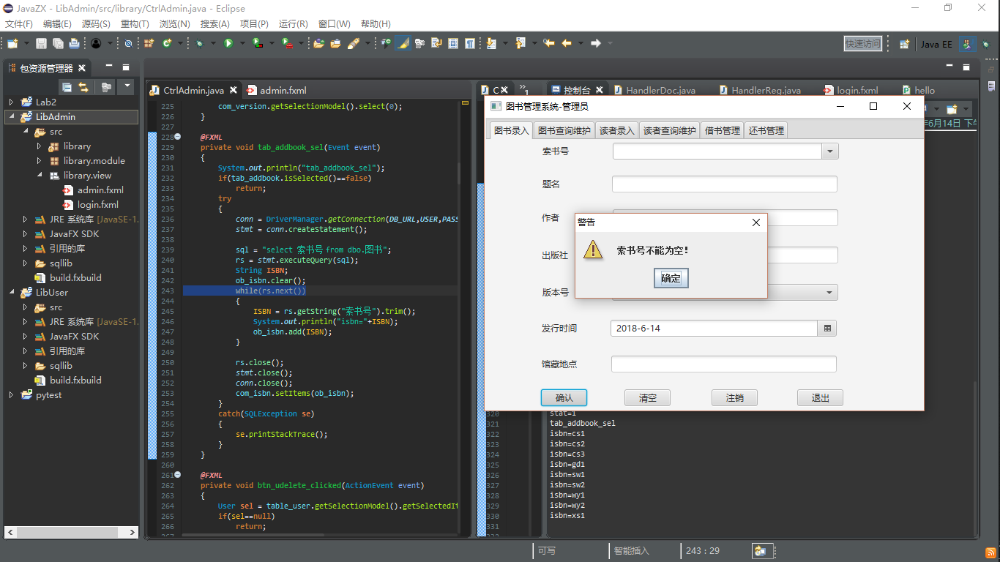 JavaZX - LibAdmin/src/library/CtrlAdmin.java - Eclipse
文件(F) 编辑(E) 源码(S) 重构(T) 浏览(N) 搜索(A) 项目(P) 运行(R) 窗口(W) 帮助(H)
快速访问 Java EE
包资源管理器
Lab2
LibAdmin
src
library
library.module
library.view
admin.fxml
login.fxml
JRE 系统库 [JavaSE-1.
JavaFX SDK
引用的库
sqllib
build.fxbuild
LibUser
src
JRE 系统库 [JavaSE-1.
JavaFX SDK
引用的库
sqllib
build.fxbuild
pytest
CtrlAdmin.java admin.fxml
225 com_version.getSelectionModel().select(0);
226 }
227
228 @FXML
229 private void tab_addbook_sel(Event event)
230 {
231 System.out.println("tab_addbook_sel");
232 if(tab_addbook.isSelected()==false)
233 return;
234 try
235 {
236 conn = DriverManager.getConnection(DB_URL,USER,PASS
237 stmt = conn.createStatement();
238
239 sql = "select 索书号 from dbo.图书";
240 rs = stmt.executeQuery(sql);
241 String ISBN;
242 ob_isbn.clear();
243 while(rs.next())
244 {
245 ISBN = rs.getString("索书号").trim();
246 System.out.println("isbn="+ISBN);
247 ob_isbn.add(ISBN);
248 }
249
250 rs.close();
251 stmt.close();
252 conn.close();
253 com_isbn.setItems(ob_isbn);
254 }
255 catch(SQLException se)
256 {
257 se.printStackTrace();
258 }
259 }
260
261 @FXML
262 private void btn_udelete_clicked(ActionEvent event)
263 {
264 User sel = table_user.getSelectionModel().getSelectedIt
265 if(sel==null)
266 return;
267
C 1
控制台 HandlerDoc.java HandlerReg.java login.fxml hello
年6月14日 下午
图书管理系统-管理员
图书录入 图书查询维护 读者录入 读者查询维护 借书管理 还书管理
索书号
题名
作者
出版社
版本号
发行时间 2018-6-14
馆藏地点
确认 清空 注销 退出
警告
索书号不能为空!
确定
320
321
322
323
324
325
326
327
328
329
330
331
stat=1
tab_addbook_sel
isbn=cs1
isbn=cs2
isbn=cs3
isbn=gd1
isbn=sw1
isbn=sw2
isbn=wy1
isbn=wy2
isbn=xs1
可写 智能插入 243 : 29